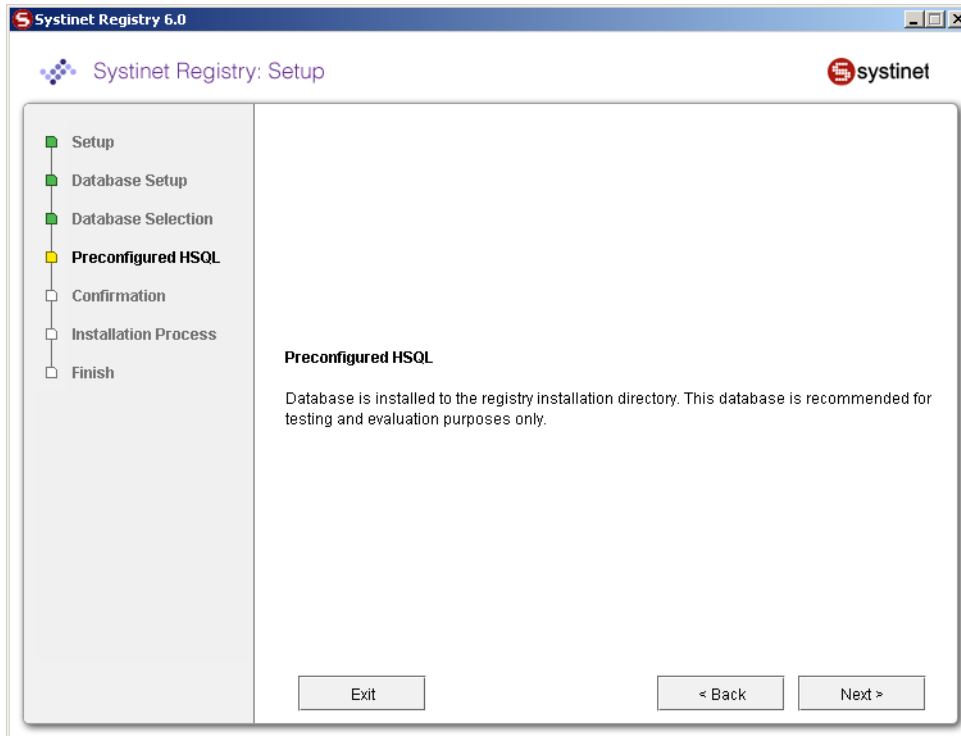 Systinet Registry 6.0
Systinet Registry: Setup
systinet
Setup
Database Setup
Database Selection
Preconfigured HSQL
Confirmation
Installation Process
Finish
Preconfigured HSQL
Database is installed to the registry installation directory. This database is recommended for
testing and evaluation purposes only.
Exit
< Back
Next >